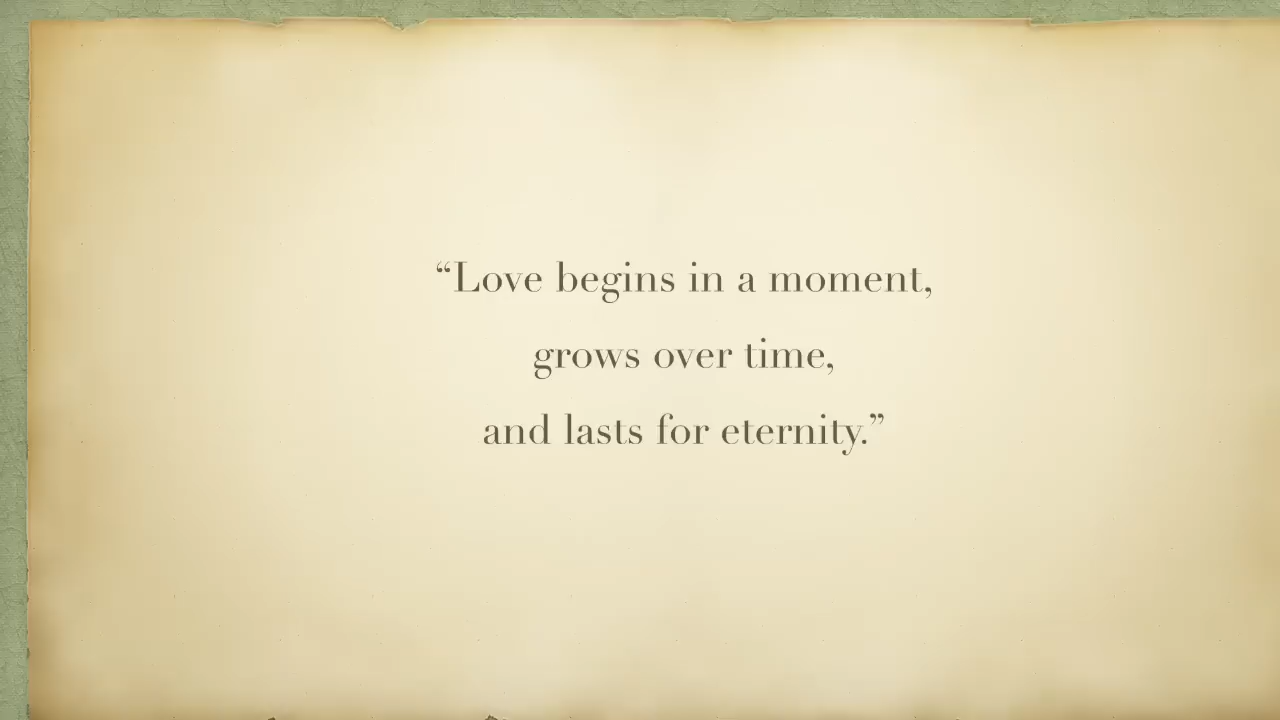 “Love begins in a moment,
grows over time,
and lasts for eternity.”